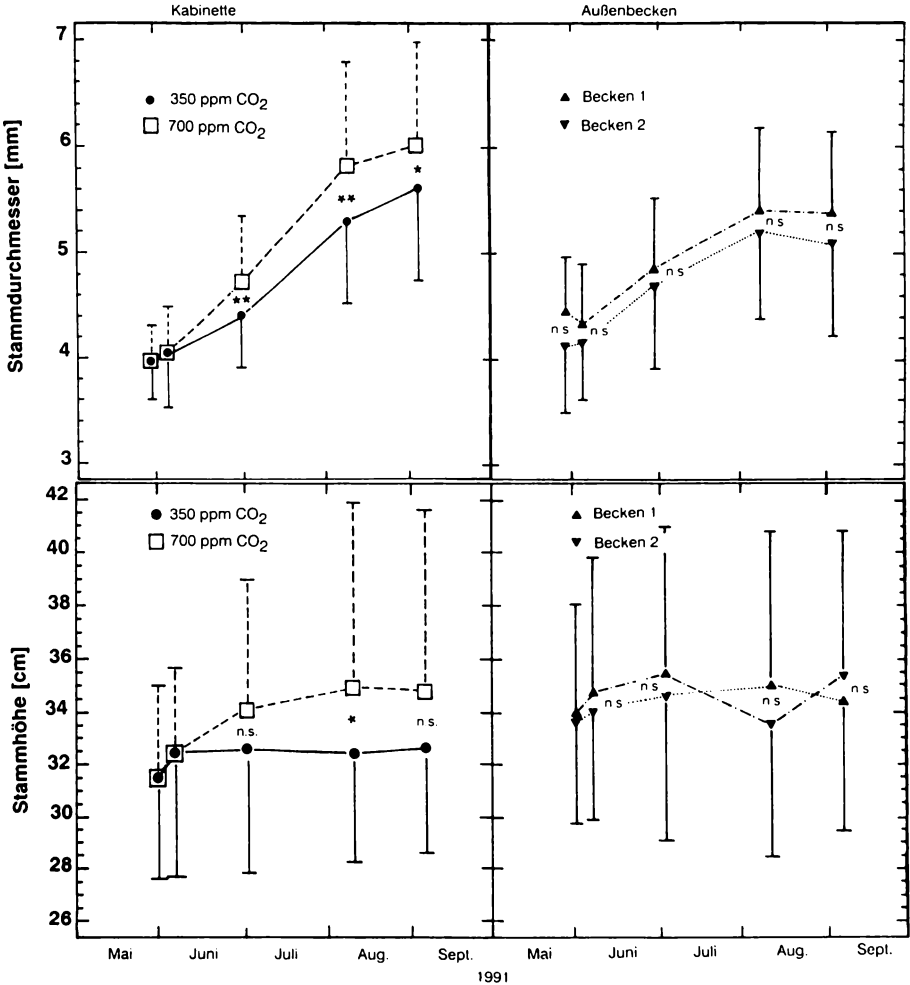 Kabinette
Außenbecken
Stammdurchmesser [mm]
7
6
5
4
3
350 ppm CO2
700 ppm CO2
**
**
*
Becken 1
Becken 2
n s
n s
n s
n s
n s
Stammhöhe [cm]
42
40
38
36
34
32
30
28
26
350 ppm CO2
700 ppm CO2
n.s.
*
n s.
Becken 1
Becken 2
n s
n s
n s
n s
Mai Juni Juli Aug. Sept. Mai Juni Juli Aug. Sept.
1991